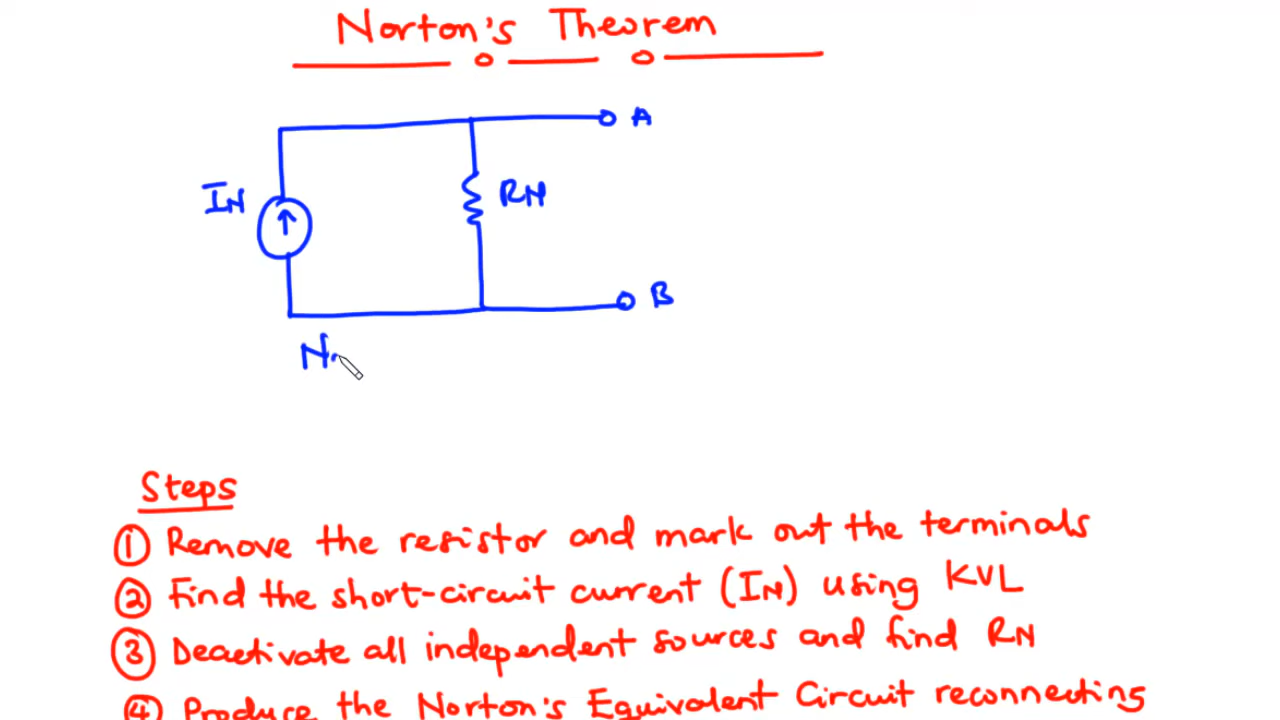 Norton's Theorem
A
IN
RN
B
N
Steps
① Remove the resistor and mark out the terminals
② Find the short-circuit current (IN) using KVL
③ Deactivate all independent sources and find RN
④ Produce the Norton's Equivalent Circuit reconnecting